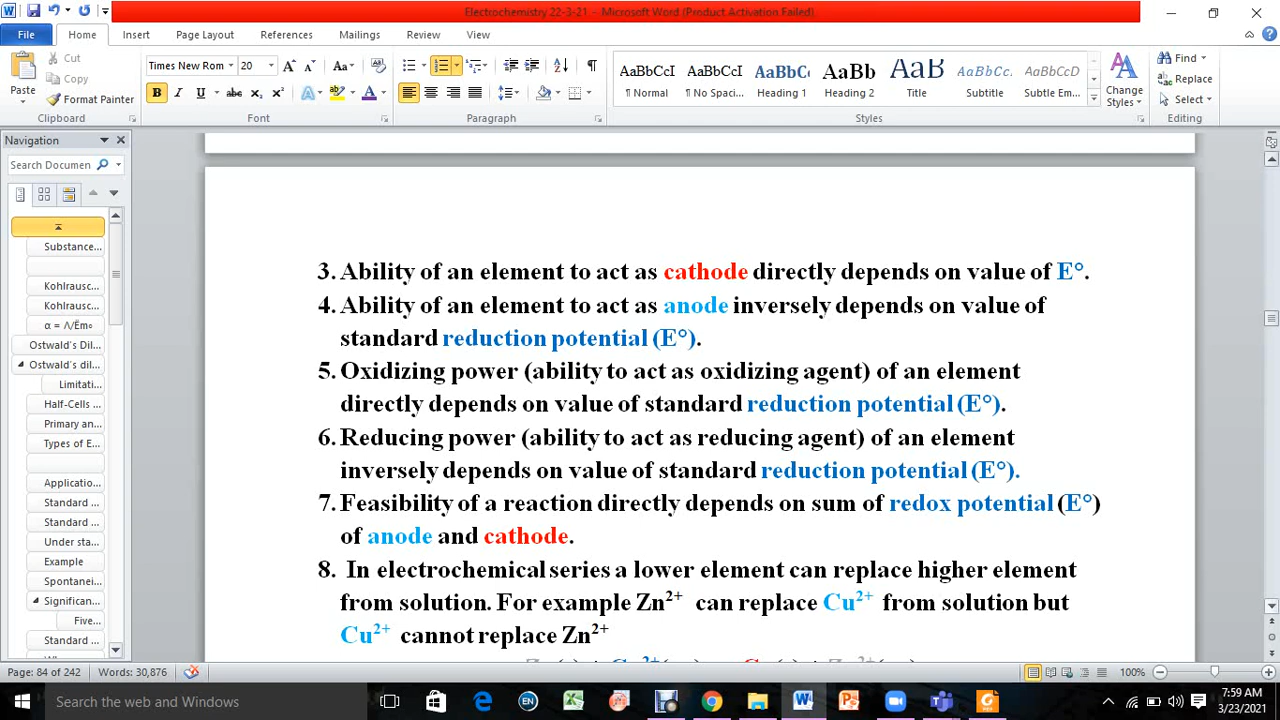 Electrochemistry 22-3-21 - Microsoft Word (Product Activation Failed)
File Home Insert Page Layout References Mailings Review View
Paste
Cut
Copy
Format Painter
Clipboard
Times New Rom 20
Font
Paragraph
AaBbCcI AaBbCcI AaBbC AaBb AaB AaBbCcI AaBbCcD
¶ Normal ¶ No Spaci... Heading 1 Heading 2 Title Subtitle Subtle Em...
Styles
Change Styles
Find
Replace
Select
Editing
Navigation
Search Documen
Substance...
Kohlrausc...
Kohlrausc...
Ostwald's Dil...
Ostwald's dil...
Limitati...
Half-Cells ...
Primary an...
Types of E...
Applicatio...
Standard ...
Standard ...
Under sta...
Example
Spontanei...
Significan...
Five...
Standard ...
3. Ability of an element to act as cathode directly depends on value of E°.
4. Ability of an element to act as anode inversely depends on value of
standard reduction potential (E°).
5. Oxidizing power (ability to act as oxidizing agent) of an element
directly depends on value of standard reduction potential (E°).
6. Reducing power (ability to act as reducing agent) of an element
inversely depends on value of standard reduction potential (E°).
7. Feasibility of a reaction directly depends on sum of redox potential (E°)
of anode and cathode.
8. In electrochemical series a lower element can replace higher element
from solution. For example Zn²⁺ can replace Cu²⁺ from solution but
Cu²⁺ cannot replace Zn²⁺
Page: 84 of 242 Words: 30,876 100%
Search the web and Windows
7:59 AM
3/23/2021